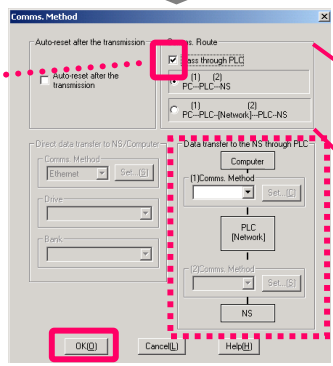 Comms. Method
Auto-reset after the transmission
Auto-reset after the
transmission
Comms. Route
Pass through PLC
(1) (2)
PC--PLC--NS
(1) (2)
PC--PLC-[Network]--PLC-NS
Direct data transfer to NS/Computer
Comms. Method
Ethernet
Set...(S)
Drive
Bank
Data transfer to the NS through PLC
Computer
(1)Comms. Method
Set...(C)
PLC
[Network]
(2)Comms. Method
Set...(S)
NS
OK(O)
Cancel(L)
Help(H)